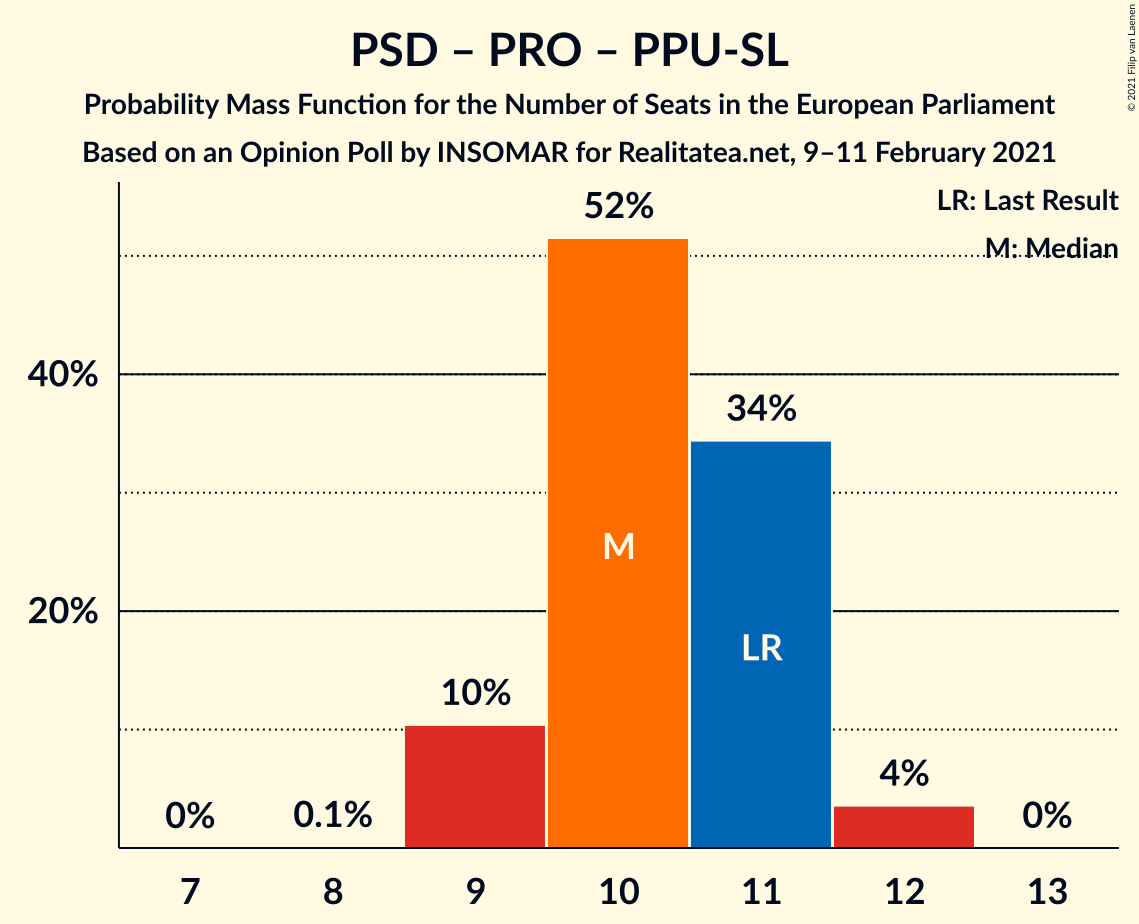 PSD – PRO – PPU-SL
Probability Mass Function for the Number of Seats in the European Parliament
Based on an Opinion Poll by INSOMAR for Realitatea.net, 9–11 February 2021
© 2021 Filip van Laenen
LR: Last Result
M: Median
52%
40%
34%
M
20%
LR
10%
4%
0%
0.1%
0%
7
8
9
10
11
12
13